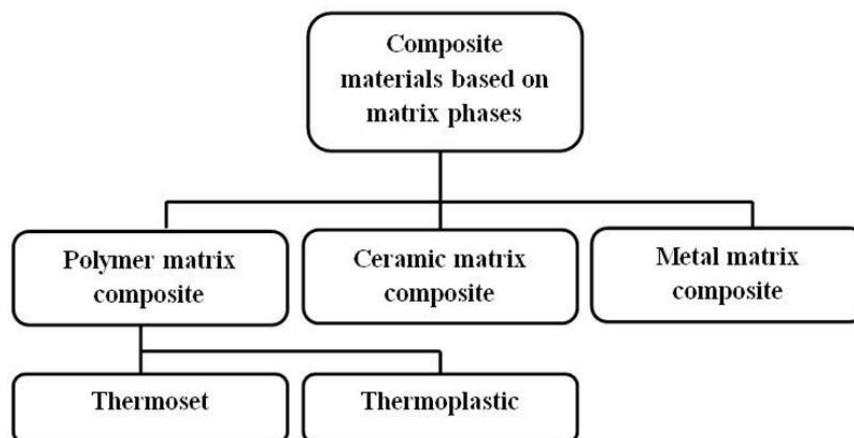 Composite
materials based on
matrix phases
Polymer matrix
composite
Ceramic matrix
composite
Metal matrix
composite
Thermoset
Thermoplastic